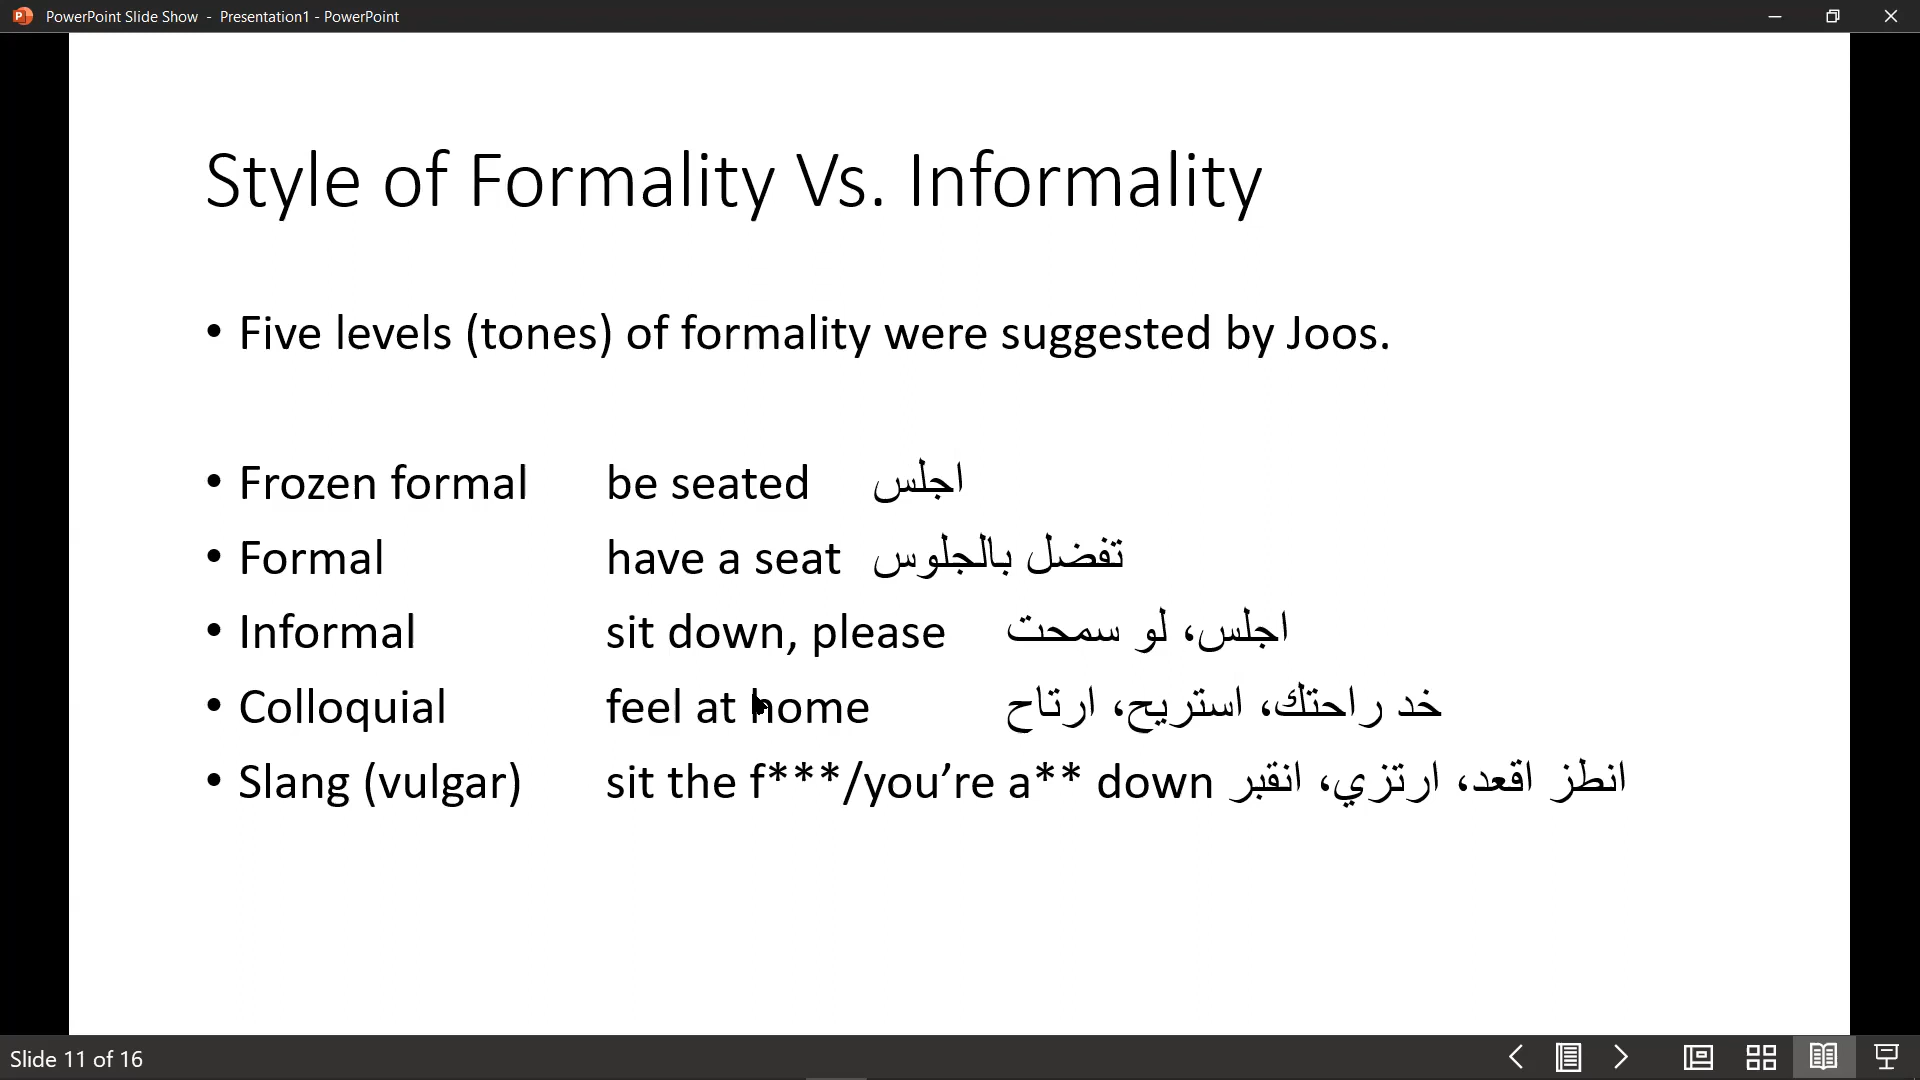 PowerPoint Slide Show - Presentation1 - PowerPoint
Style of Formality Vs. Informality
• Five levels (tones) of formality were suggested by Joos.
• Frozen formal be seated اجلس
• Formal have a seat تفضل بالجلوس
• Informal sit down, please اجلس، لو سمحت
• Colloquial feel at home خد راحتك، استريح، ارتاح
• Slang (vulgar) sit the f***/you’re a** down انطز اقعد، ارتزي، انقبر
Slide 11 of 16